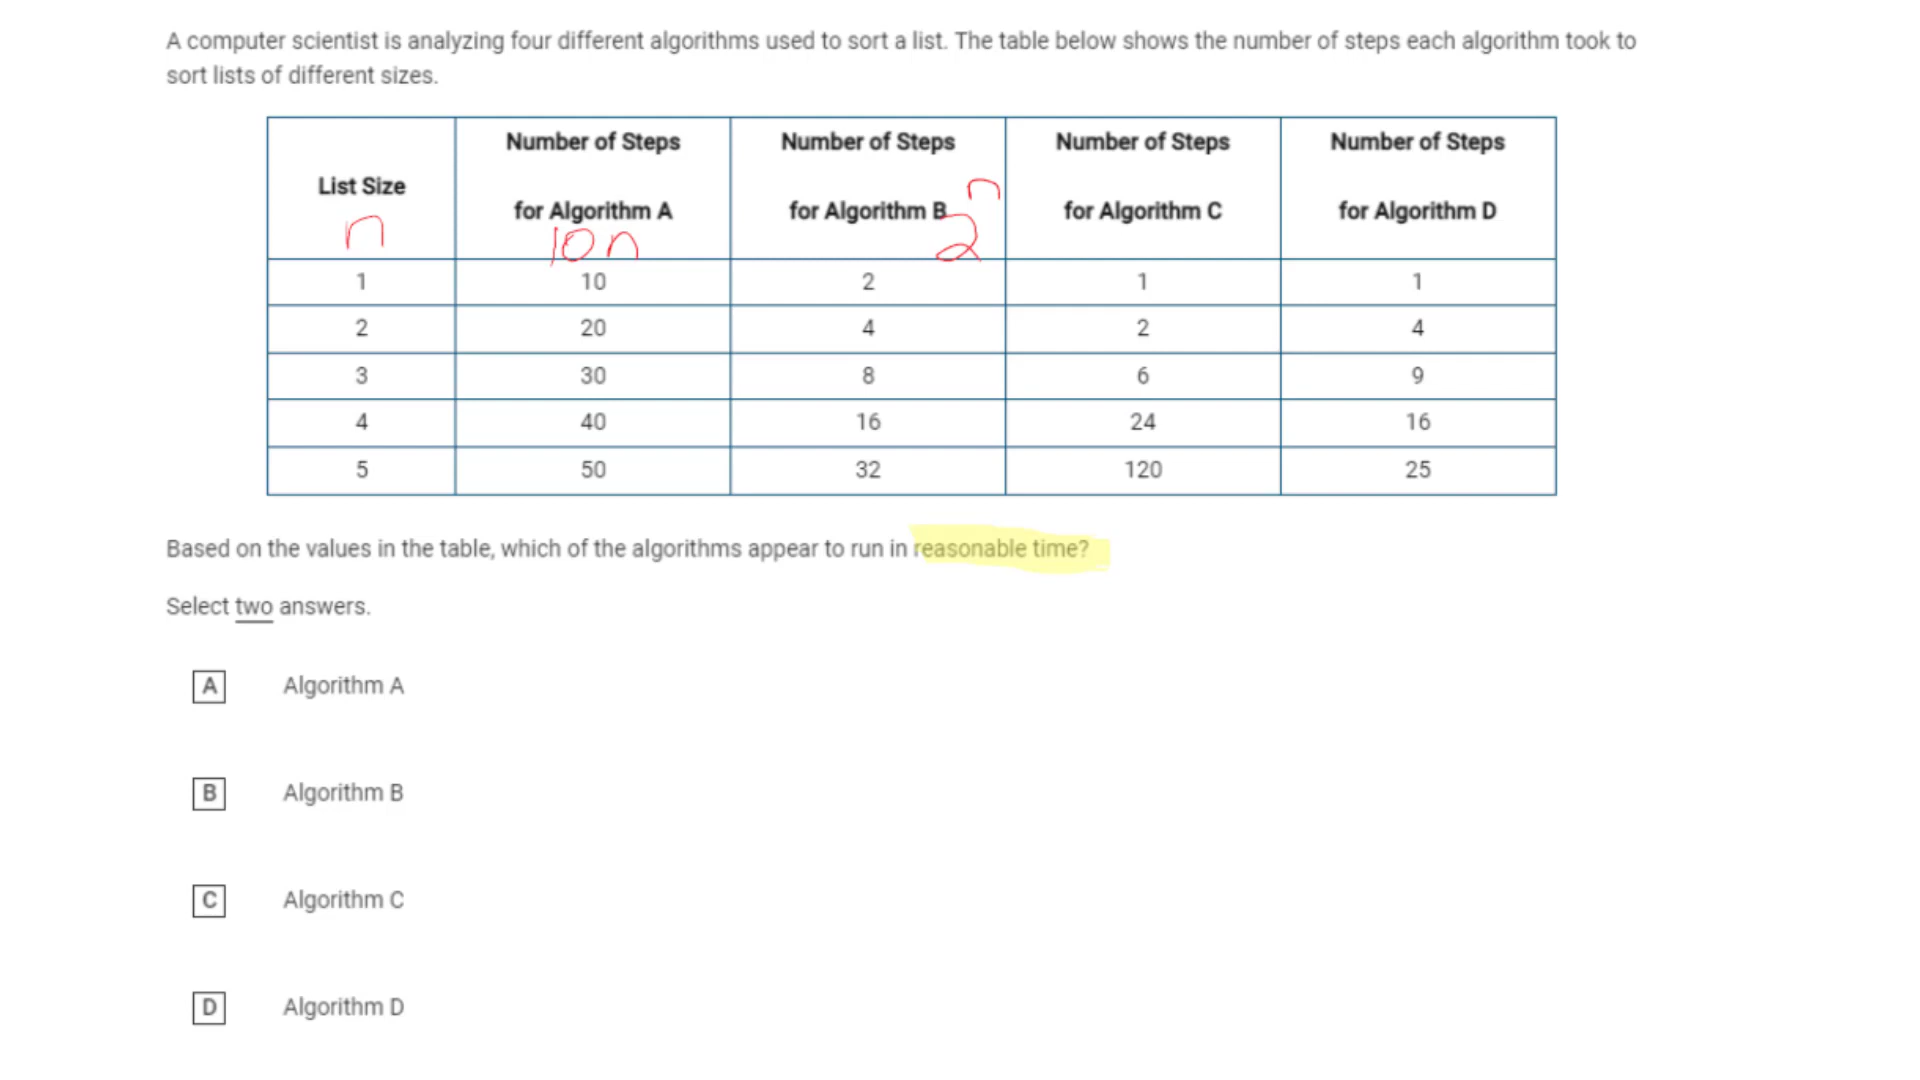 A computer scientist is analyzing four different algorithms used to sort a list. The table below shows the number of steps each algorithm took to
sort lists of different sizes.
List Size
n
Number of Steps
for Algorithm A
10n
Number of Steps
for Algorithm B
2^n
Number of Steps
for Algorithm C
Number of Steps
for Algorithm D
1 10 2 1 1
2 20 4 2 4
3 30 8 6 9
4 40 16 24 16
5 50 32 120 25
Based on the values in the table, which of the algorithms appear to run in reasonable time?
Select two answers.
A Algorithm A
B Algorithm B
C Algorithm C
D Algorithm D